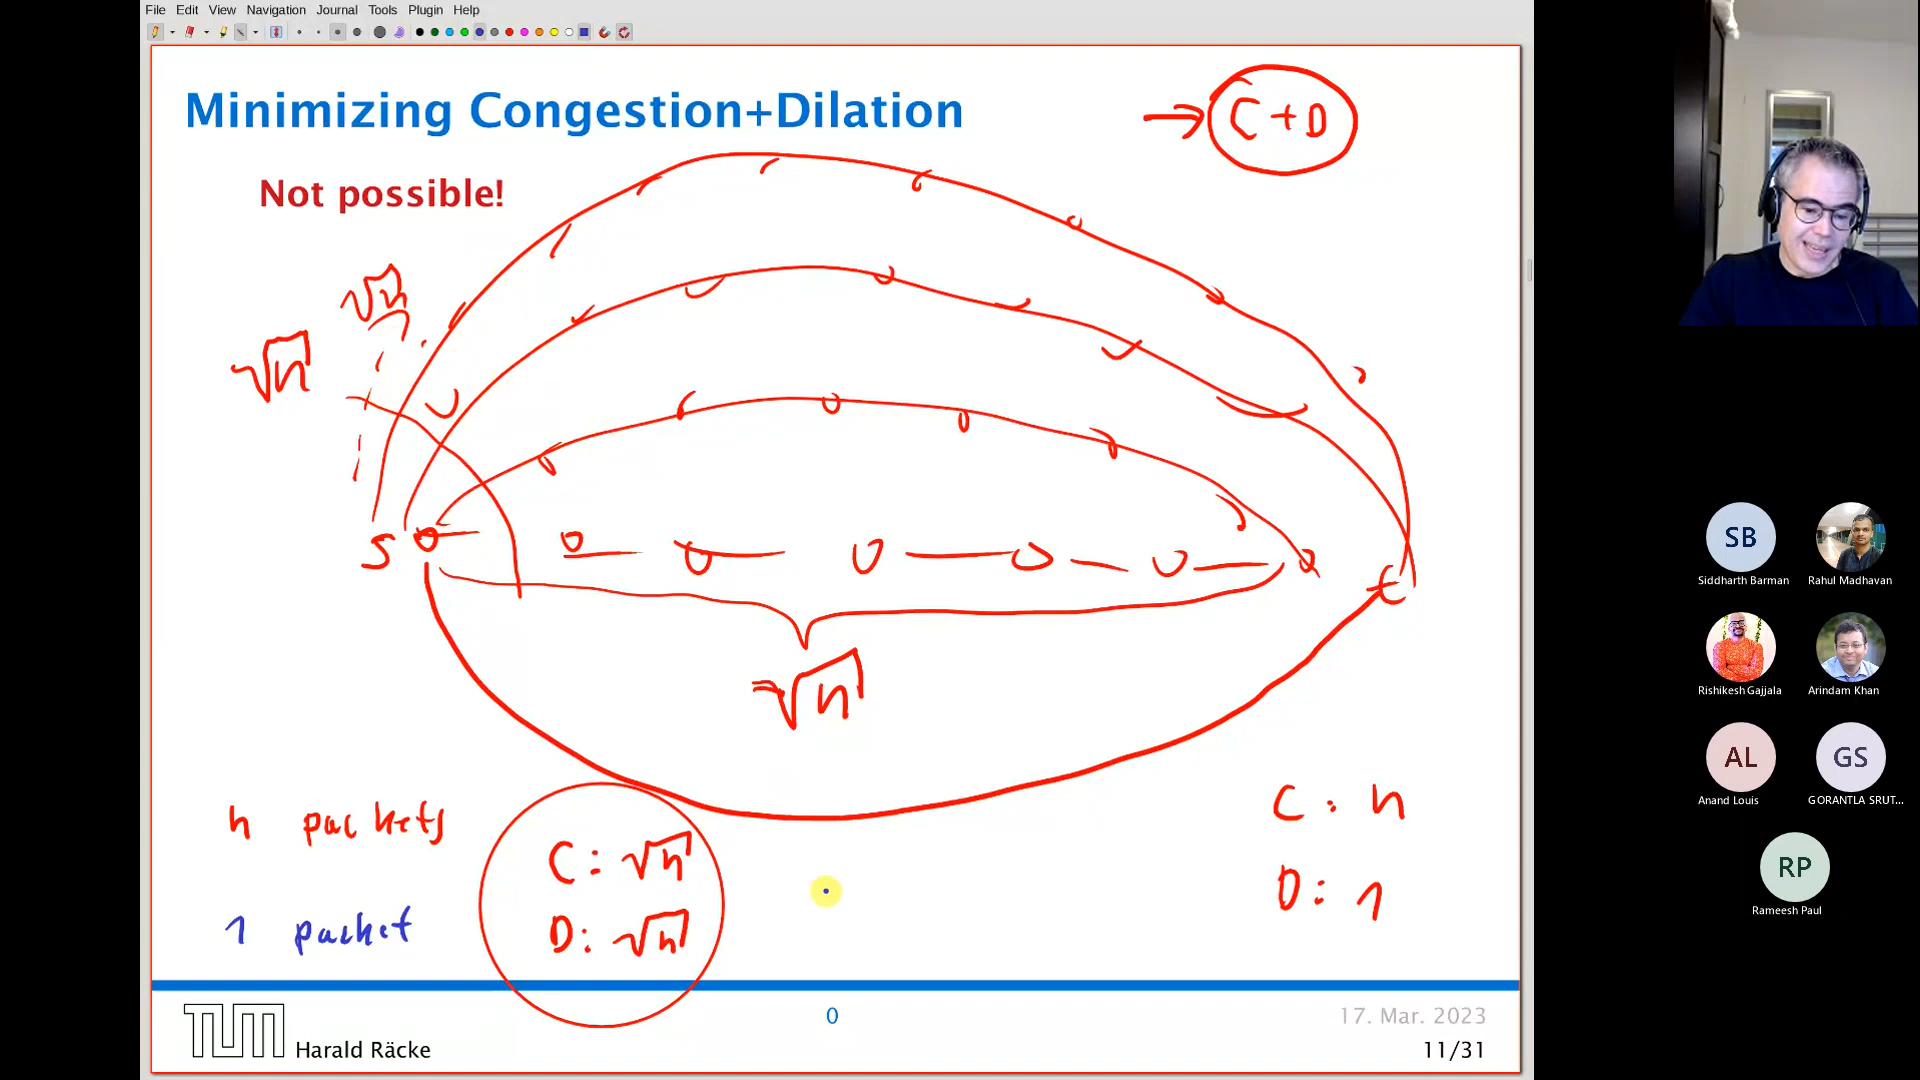 File Edit View Navigation Journal Tools Plugin Help
Minimizing Congestion+Dilation
→ C + D
Not possible!
√n
√n
S
t
√n
n packets
C: √n
C: n
1 packet
D: √n
D: 1
TUM
Harald Räcke
0
17. Mar. 2023
11/31
SB
Siddharth Barman
Rahul Madhavan
Rishikesh Gajjala
Arindam Khan
AL
GS
Anand Louis
GORANTLA SRUT...
RP
Rameesh Paul